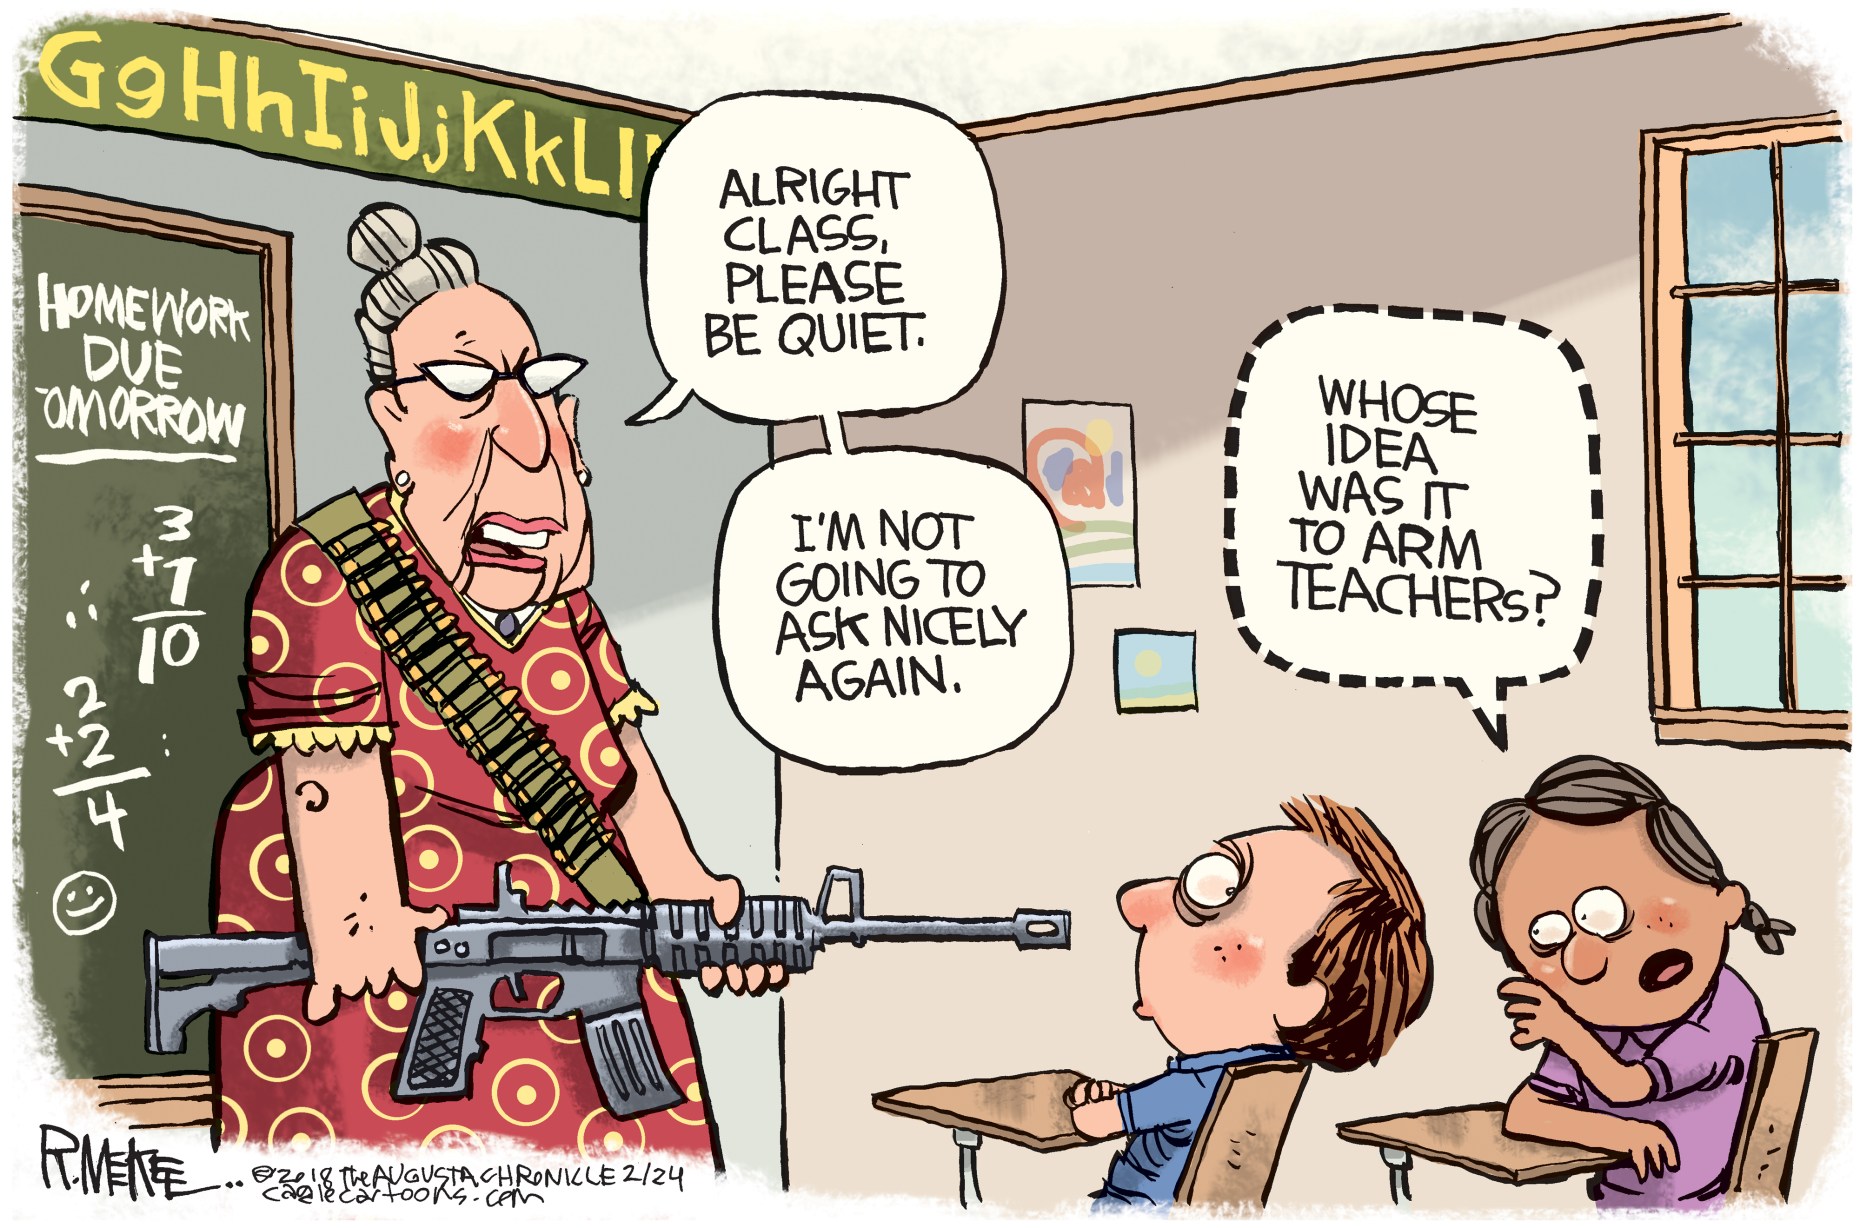 GgHhIiJjKkLl
HOMEWORK
DUE
TOMORROW
3
+7
10
2
+2
4
ALRIGHT
CLASS,
PLEASE
BE QUIET.
I'M NOT
GOING TO
ASK NICELY
AGAIN.
WHOSE
IDEA
WAS IT
TO ARM
TEACHERS?
R.McKEE..
©2018 THE AUGUSTA CHRONICLE 2/24
caglecartoons.com